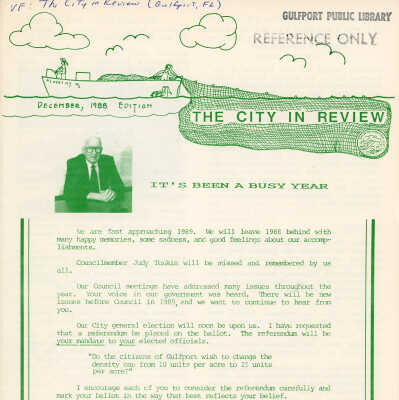 VF: The City in Review (Gulfport, FL)
GULFPORT PUBLIC LIBRARY
REFERENCE ONLY
DECEMBER, 1988 EDITION
THE CITY IN REVIEW
IT'S BEEN A BUSY YEAR
We are fast approaching 1989. We will leave 1988 behind with
many happy memories, some sadness, and good feelings about our accomp-
lishments.
Councilmember Judy will be missed and remembered by us
all.
Our Council meetings have addressed many issues throughout the
year. Your voice in our government was heard. There will be new
issues before Council in 1989, and we want to continue to hear from
you.
Our City general election will soon be upon us. I have requested
that a referendum be placed on the ballot. The referendum will be
your mandate to your elected officials.
"Do the citizens of Gulfport wish to change the
density cap from 10 units per acre to 25 units
per acre?"
I encourage each of you to consider the referendum carefully and
mark your ballot in the way that best reflects your belief.